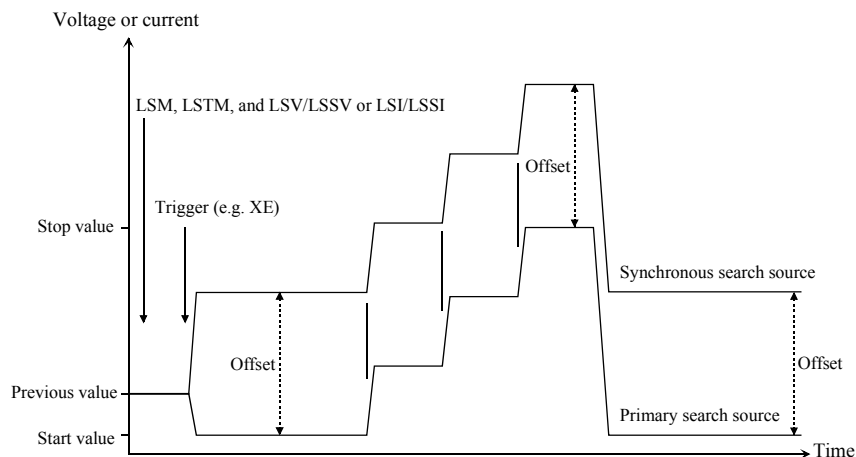 Voltage or current
LSM, LSTM, and LSV/LSSV or LSI/LSSI
Trigger (e.g. XE)
Offset
Stop value
Synchronous search source
Offset
Offset
Previous value
Primary search source
Start value
Time